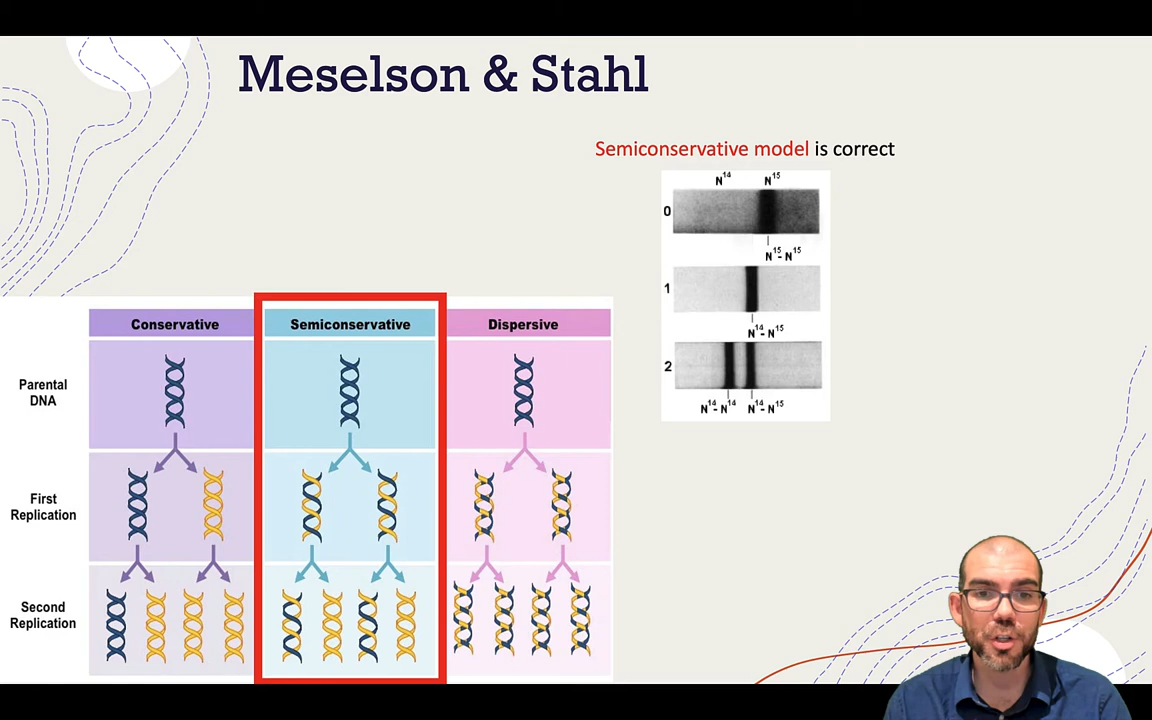 Meselson & Stahl
Semiconservative model is correct
N14 N15
0
N15-N15
1
N14-N15
2
N14-N14 N14-N15
Conservative Semiconservative Dispersive
Parental
DNA
First
Replication
Second
Replication